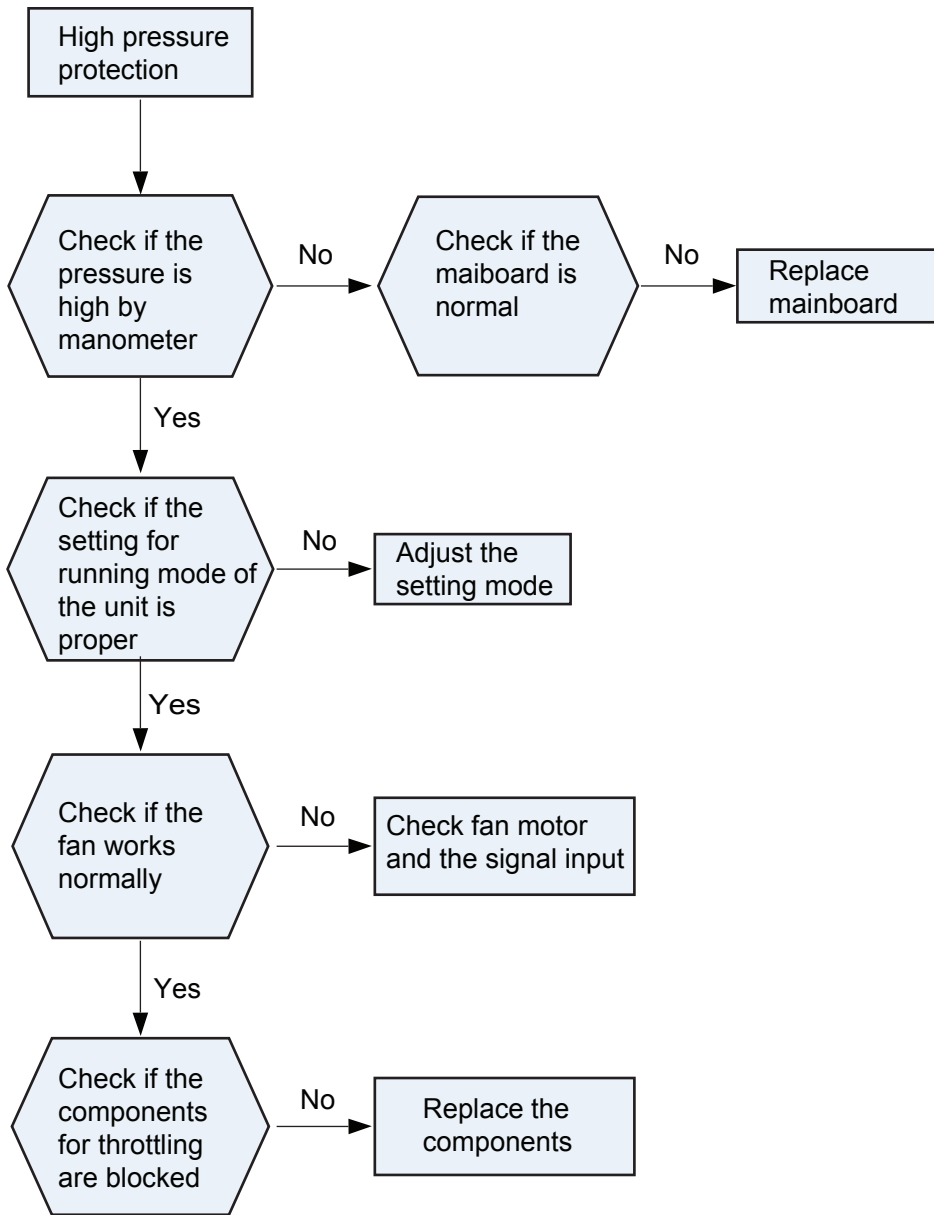 High pressure
protection
Check if the
pressure is
high by
manometer
No
Check if the
maiboard is
normal
No
Replace
mainboard
Yes
Check if the
setting for
running mode of
the unit is
proper
No
Adjust the
setting mode
Yes
Check if the
fan works
normally
No
Check fan motor
and the signal input
Yes
Check if the
components
for throttling
are blocked
No
Replace the
components